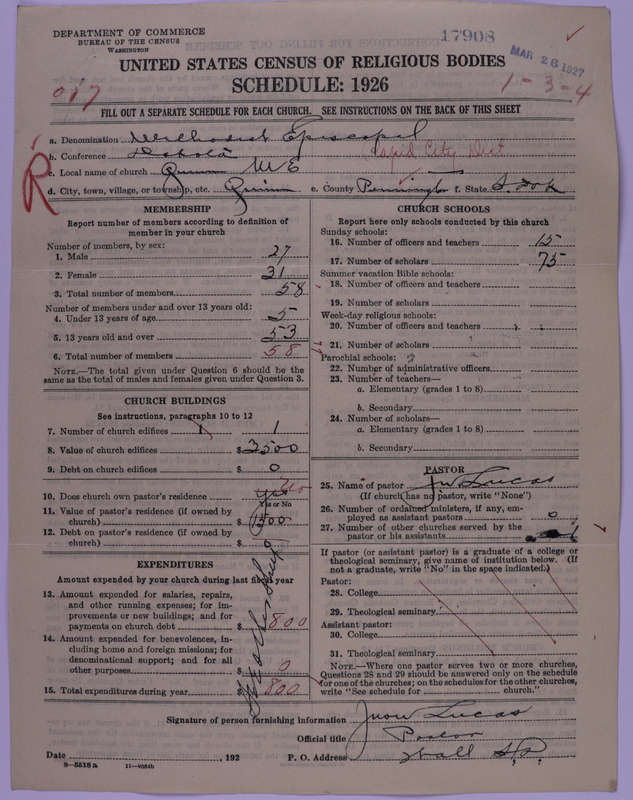 DEPARTMENT OF COMMERCE
BUREAU OF THE CENSUS
WASHINGTON
17908
MAR 26 1927
UNITED STATES CENSUS OF RELIGIOUS BODIES
SCHEDULE: 1926
1-3-4
017
FILL OUT A SEPARATE SCHEDULE FOR EACH CHURCH. SEE INSTRUCTIONS ON THE BACK OF THIS SHEET
a. Denomination Methodist Episcopal
b. Conference Dakota Rapid City Dist
c. Local name of church Quinn M E
d. City, town, village, or township, etc. Quinn e. County Pennington f. State S. Dak
R
MEMBERSHIP
Report number of members according to definition of member in your church
Number of members, by sex:
1. Male 27
2. Female 31
3. Total number of members 58
Number of members under and over 13 years old:
4. Under 13 years of age 5
5. 13 years old and over 53
6. Total number of members 58
NOTE.—The total given under Question 6 should be the same as the total of males and females given under Question 3.
CHURCH BUILDINGS
See instructions, paragraphs 10 to 12
7. Number of church edifices 1
8. Value of church edifices $ 3500
9. Debt on church edifices $ 0
10. Does church own pastor's residence yes No
Yes or No
11. Value of pastor's residence (if owned by church) $ 1500
12. Debt on pastor's residence (if owned by church) $
EXPENDITURES
Amount expended by your church during last fiscal year
13. Amount expended for salaries, repairs, and other running expenses; for improvements or new buildings; and for payments on church debt $ 800
14. Amount expended for benevolences, including home and foreign missions; for denominational support; and for all other purposes 0
15. Total expenditures during year 800
CHURCH SCHOOLS
Report here only schools conducted by this church
Sunday schools:
16. Number of officers and teachers 15
17. Number of scholars 75
Summer vacation Bible schools:
18. Number of officers and teachers
19. Number of scholars
Week-day religious schools:
20. Number of officers and teachers
21. Number of scholars
Parochial schools:
22. Number of administrative officers
23. Number of teachers—
a. Elementary (grades 1 to 8)
b. Secondary
24. Number of scholars—
a. Elementary (grades 1 to 8)
b. Secondary
PASTOR
25. Name of pastor J W Lucas
(If church has no pastor, write "None")
26. Number of ordained ministers, if any, employed as assistant pastors 0
27. Number of other churches served by the pastor or his assistants
If pastor (or assistant pastor) is a graduate of a college or theological seminary, give name of institution below. (If not a graduate, write "No" in the space indicated.)
Pastor:
28. College
29. Theological seminary
Assistant pastor:
30. College
31. Theological seminary
NOTE.—Where one pastor serves two or more churches, Questions 28 and 29 should be answered only on the schedule for one of the churches; on the schedules for the other churches, write "See schedule for church."
Signature of person furnishing information Lucas
Official title Pastor
Date , 192 P. O. Address Wall S.D.
8—5518 a 11—9034b